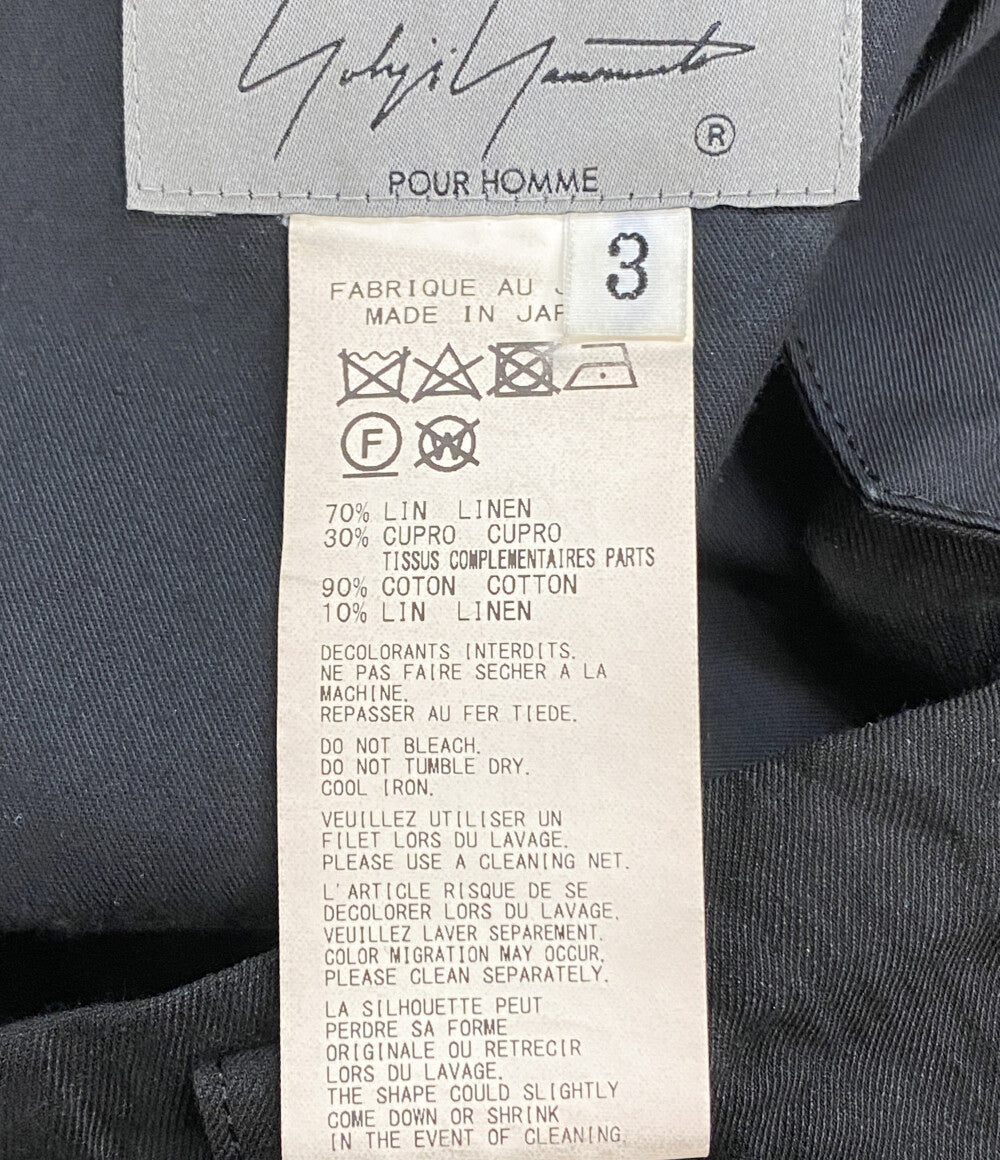 Yohji Yamamoto
®
POUR HOMME
3
FABRIQUE AU J
MADE IN JAP
F
W
70% LIN LINEN
30% CUPRO CUPRO
TISSUS COMPLEMENTAIRES PARTS
90% COTON COTTON
10% LIN LINEN
DECOLORANTS INTERDITS.
NE PAS FAIRE SECHER A LA
MACHINE.
REPASSER AU FER TIEDE.
DO NOT BLEACH.
DO NOT TUMBLE DRY.
COOL IRON.
VEUILLEZ UTILISER UN
FILET LORS DU LAVAGE.
PLEASE USE A CLEANING NET.
L'ARTICLE RISQUE DE SE
DECOLORER LORS DU LAVAGE,
VEUILLEZ LAVER SEPAREMENT.
COLOR MIGRATION MAY OCCUR,
PLEASE CLEAN SEPARATELY.
LA SILHOUETTE PEUT
PERDRE SA FORME
ORIGINALE OU RETRECIR
LORS DU LAVAGE.
THE SHAPE COULD SLIGHTLY
COME DOWN OR SHRINK
IN THE EVENT OF CLEANING.